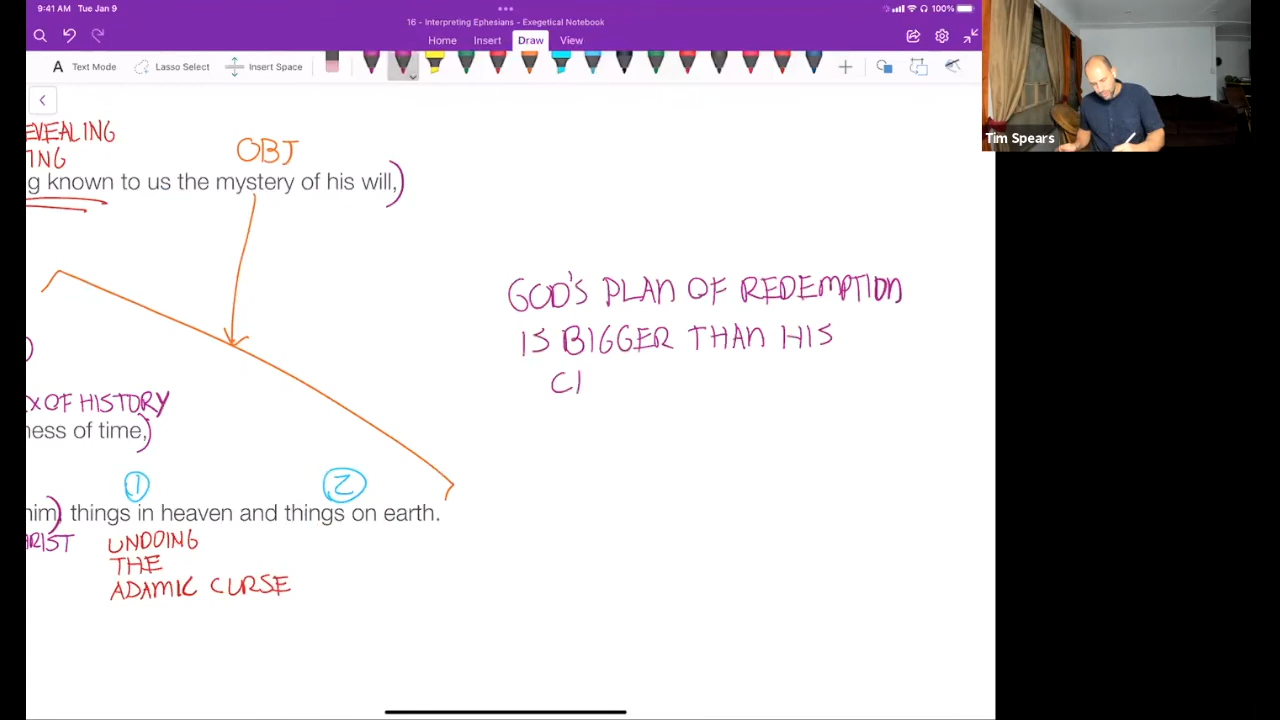 9:41 AM Tue Jan 9
100%
16 - Interpreting Ephesians - Exegetical Notebook
Home Insert Draw View
Text Mode Lasso Select Insert Space
EVEALING
ING
OBJ
g known to us the mystery of his will,)
GOD'S PLAN OF REDEMPTION
IS BIGGER THAN HIS
)
X OF HISTORY
ness of time,)
1 2
him) things in heaven and things on earth.
RIST
UNDOING
THE
ADAMIC CURSE
Tim Spears